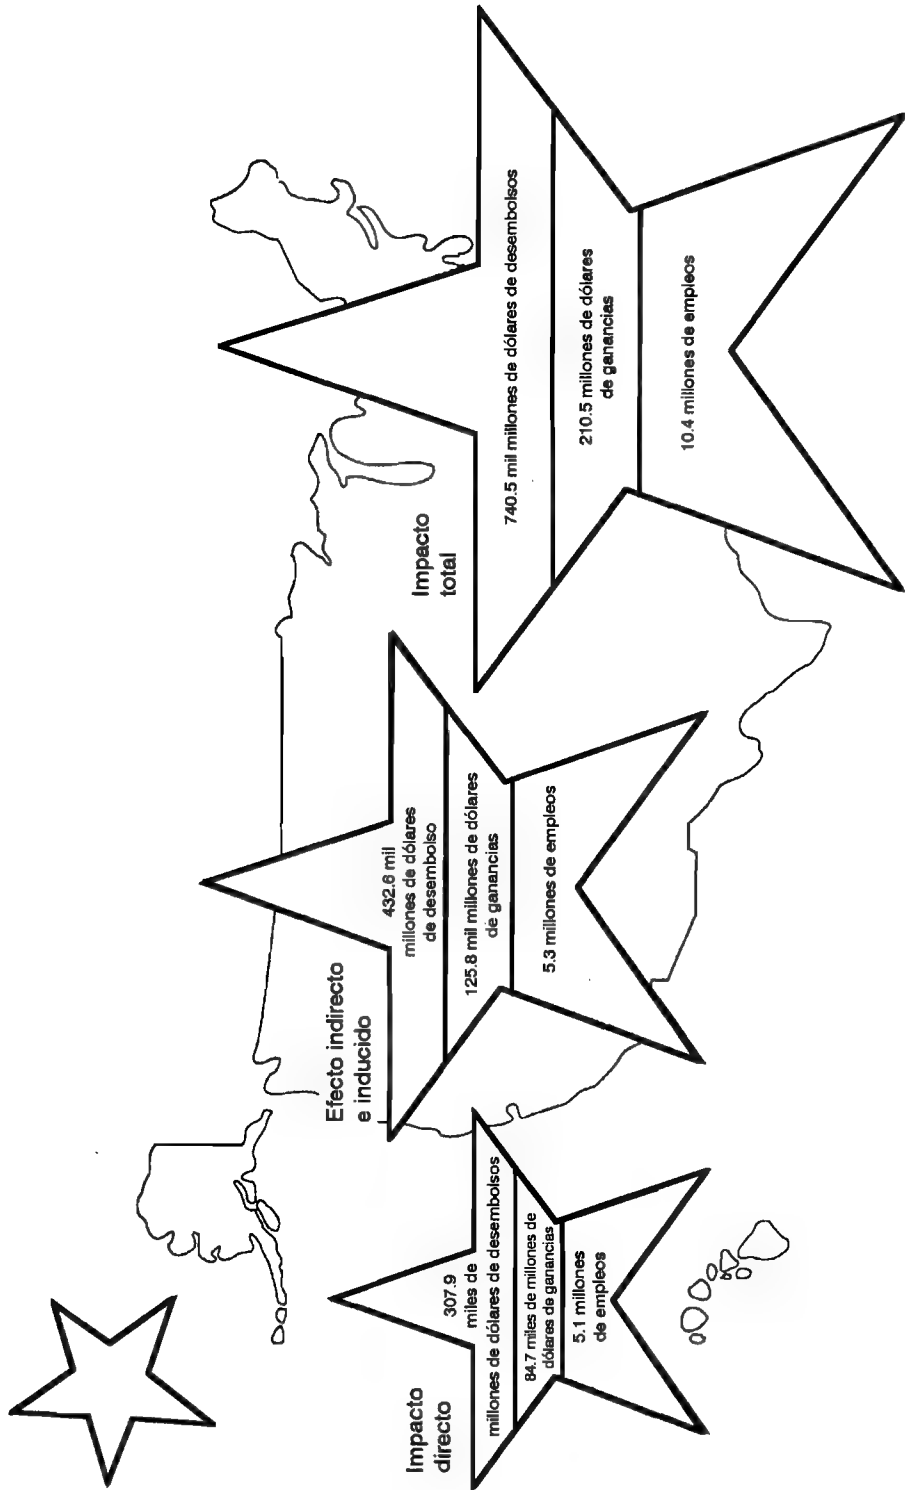 Impacto
directo
307.9
miles de
millones de dólares de desembolsos
84.7 miles de millones de
dólares de ganancias
5.1 millones
de empleos
Efecto indirecto
e inducido
432.6 mil
millones de dólares
de desembolso
125.8 mil millones de dólares
de ganancias
5.3 millones de empleos
Impacto
total
740.5 mil millones de dólares de desembolsos
210.5 millones de dólares
de ganancias
10.4 millones de empleos